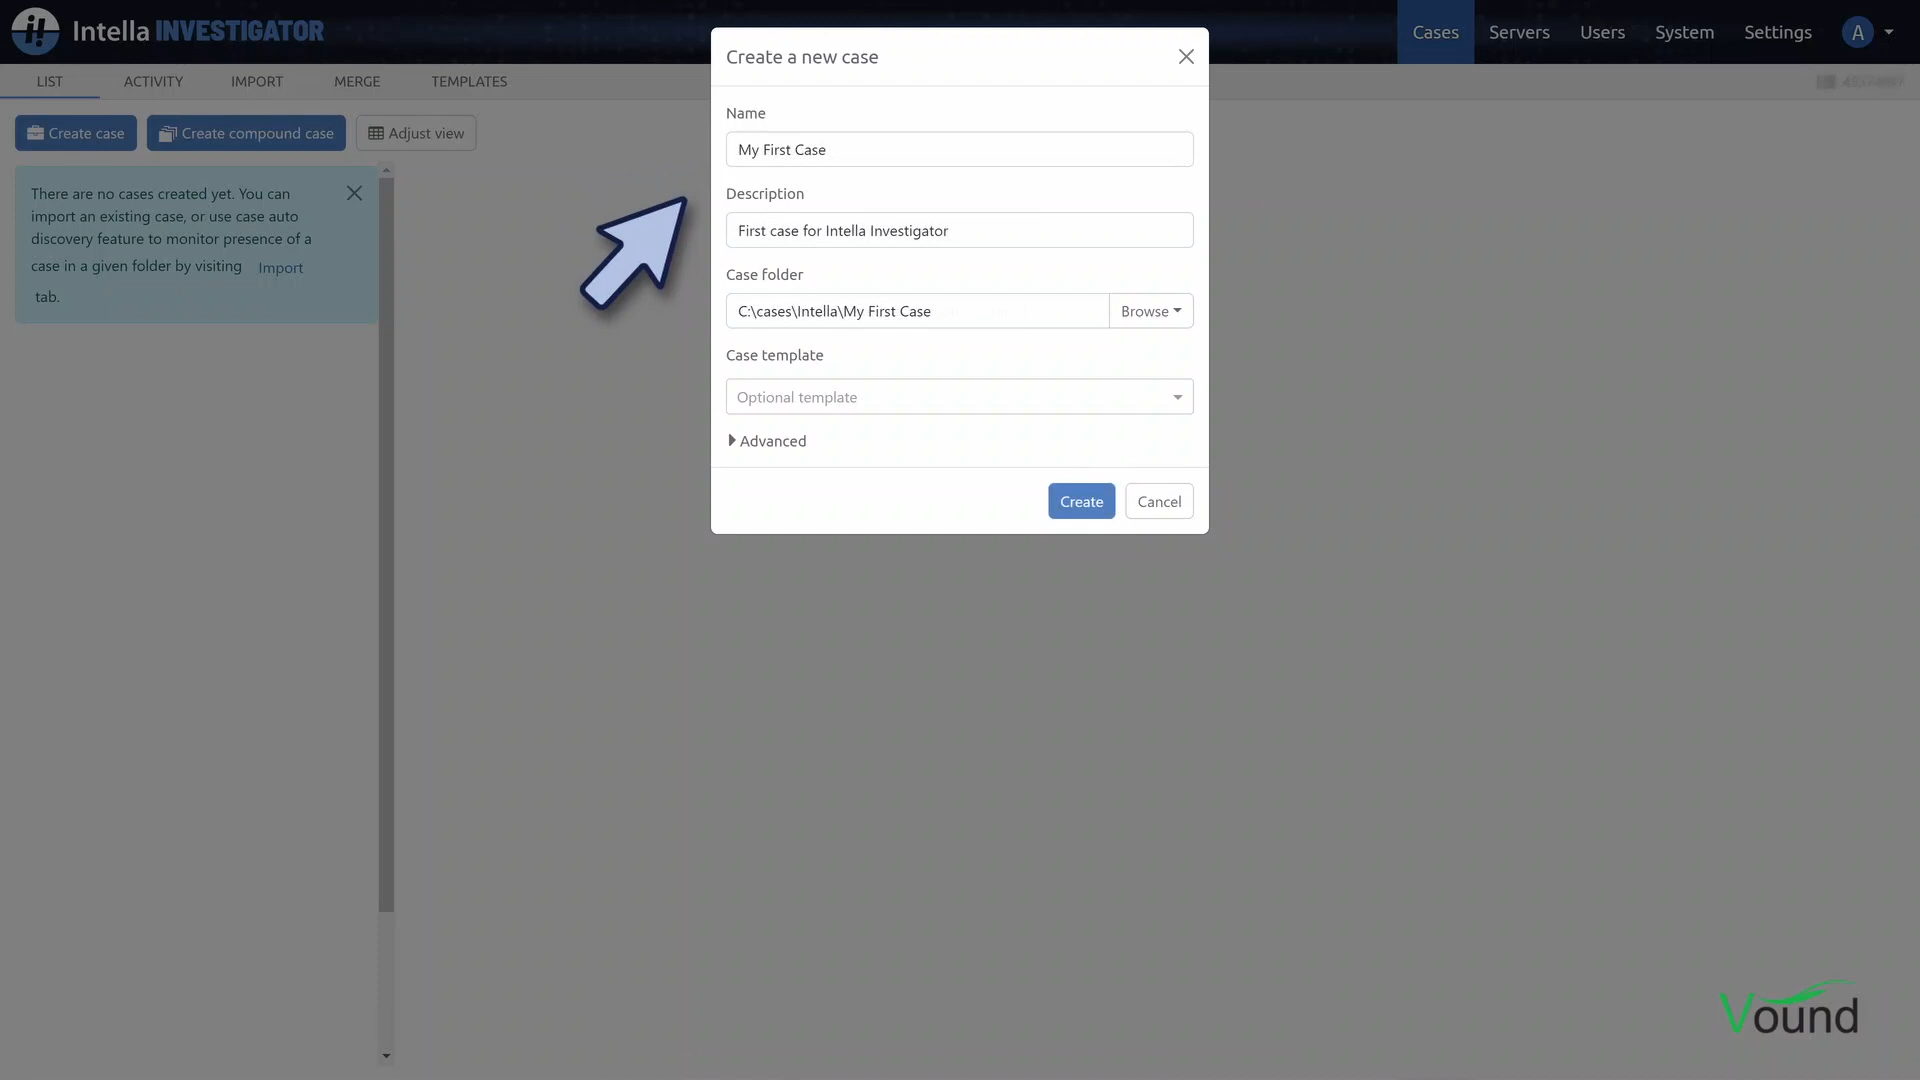 Intella INVESTIGATOR
Cases
Servers
Users
System
Settings
A
LIST
ACTIVITY
IMPORT
MERGE
TEMPLATES
Create case
Create compound case
Adjust view
There are no cases created yet. You can
import an existing case, or use case auto
discovery feature to monitor presence of a
case in a given folder by visiting Import
tab.
Create a new case
Name
My First Case
Description
First case for Intella Investigator
Case folder
C:\cases\Intella\My First Case
Browse
Case template
Optional template
Advanced
Create
Cancel
Vound